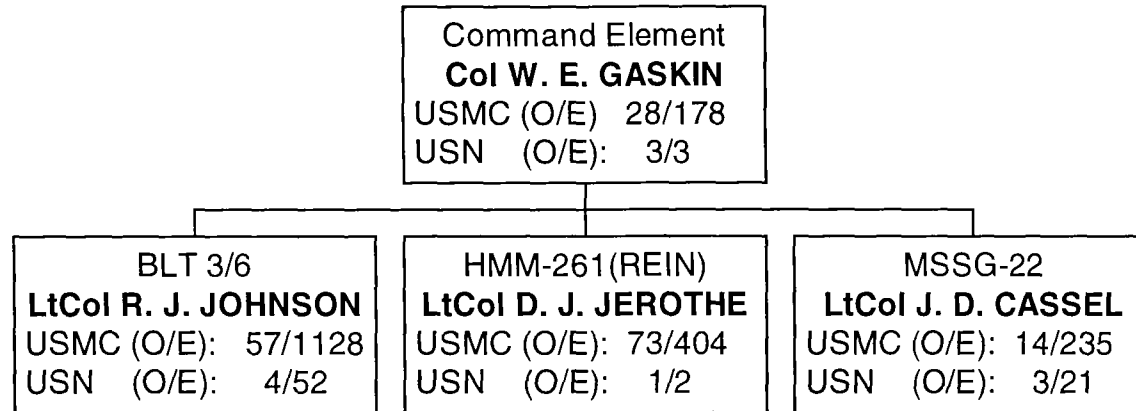 Command Element
Col W. E. GASKIN
USMC (O/E) 28/178
USN (O/E): 3/3
BLT 3/6
LtCol R. J. JOHNSON
USMC (O/E): 57/1128
USN (O/E): 4/52
HMM-261(REIN)
LtCol D. J. JEROTHE
USMC (O/E): 73/404
USN (O/E): 1/2
MSSG-22
LtCol J. D. CASSEL
USMC (O/E): 14/235
USN (O/E): 3/21